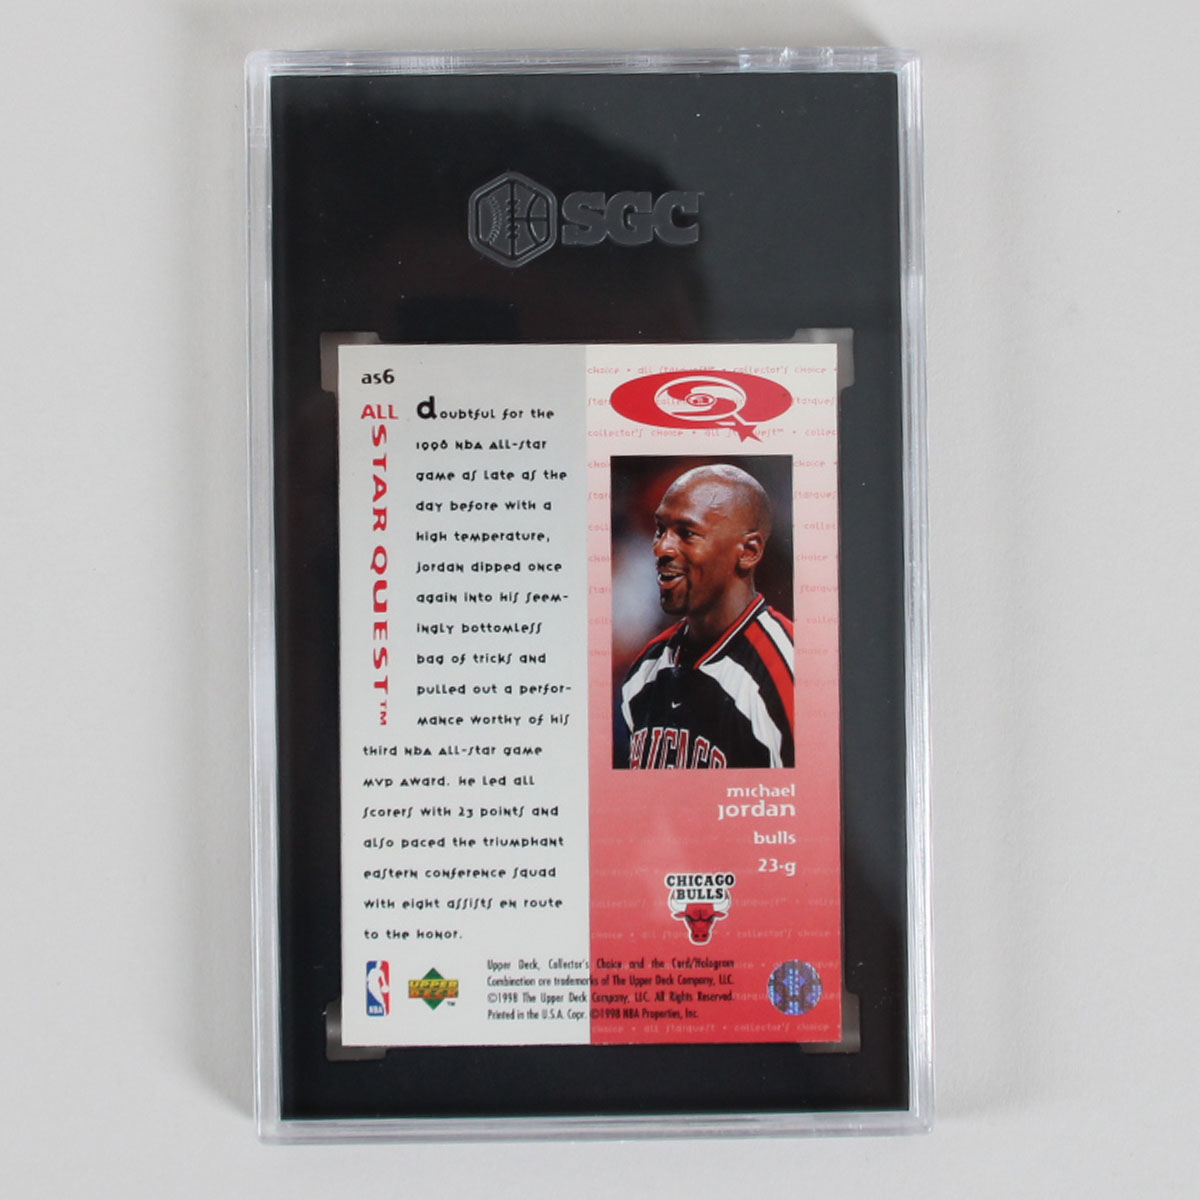 SGC
as6
ALL STAR QUEST™
doubtful for the
1998 NBA All-Star
game as late as the
day before with a
high temperature,
Jordan dipped once
again into his seem-
ingly bottomless
bag of tricks and
pulled out a perfor-
mance worthy of his
third NBA All-Star game
MVP Award. He led all
scorers with 23 points and
also paced the triumphant
eastern conference squad
with eight assists en route
to the honor.
CHICAGO
michael
jordan
bulls
23-g
CHICAGO
BULLS
NBA
UPPER
DECK
™
Upper Deck, Collector's Choice and the Card/Hologram
Combination are trademarks of The Upper Deck Company, LLC.
©1998 The Upper Deck Company, LLC. All Rights Reserved
Printed in the U.S.A. Copr. ©1998 NBA Properties, Inc.